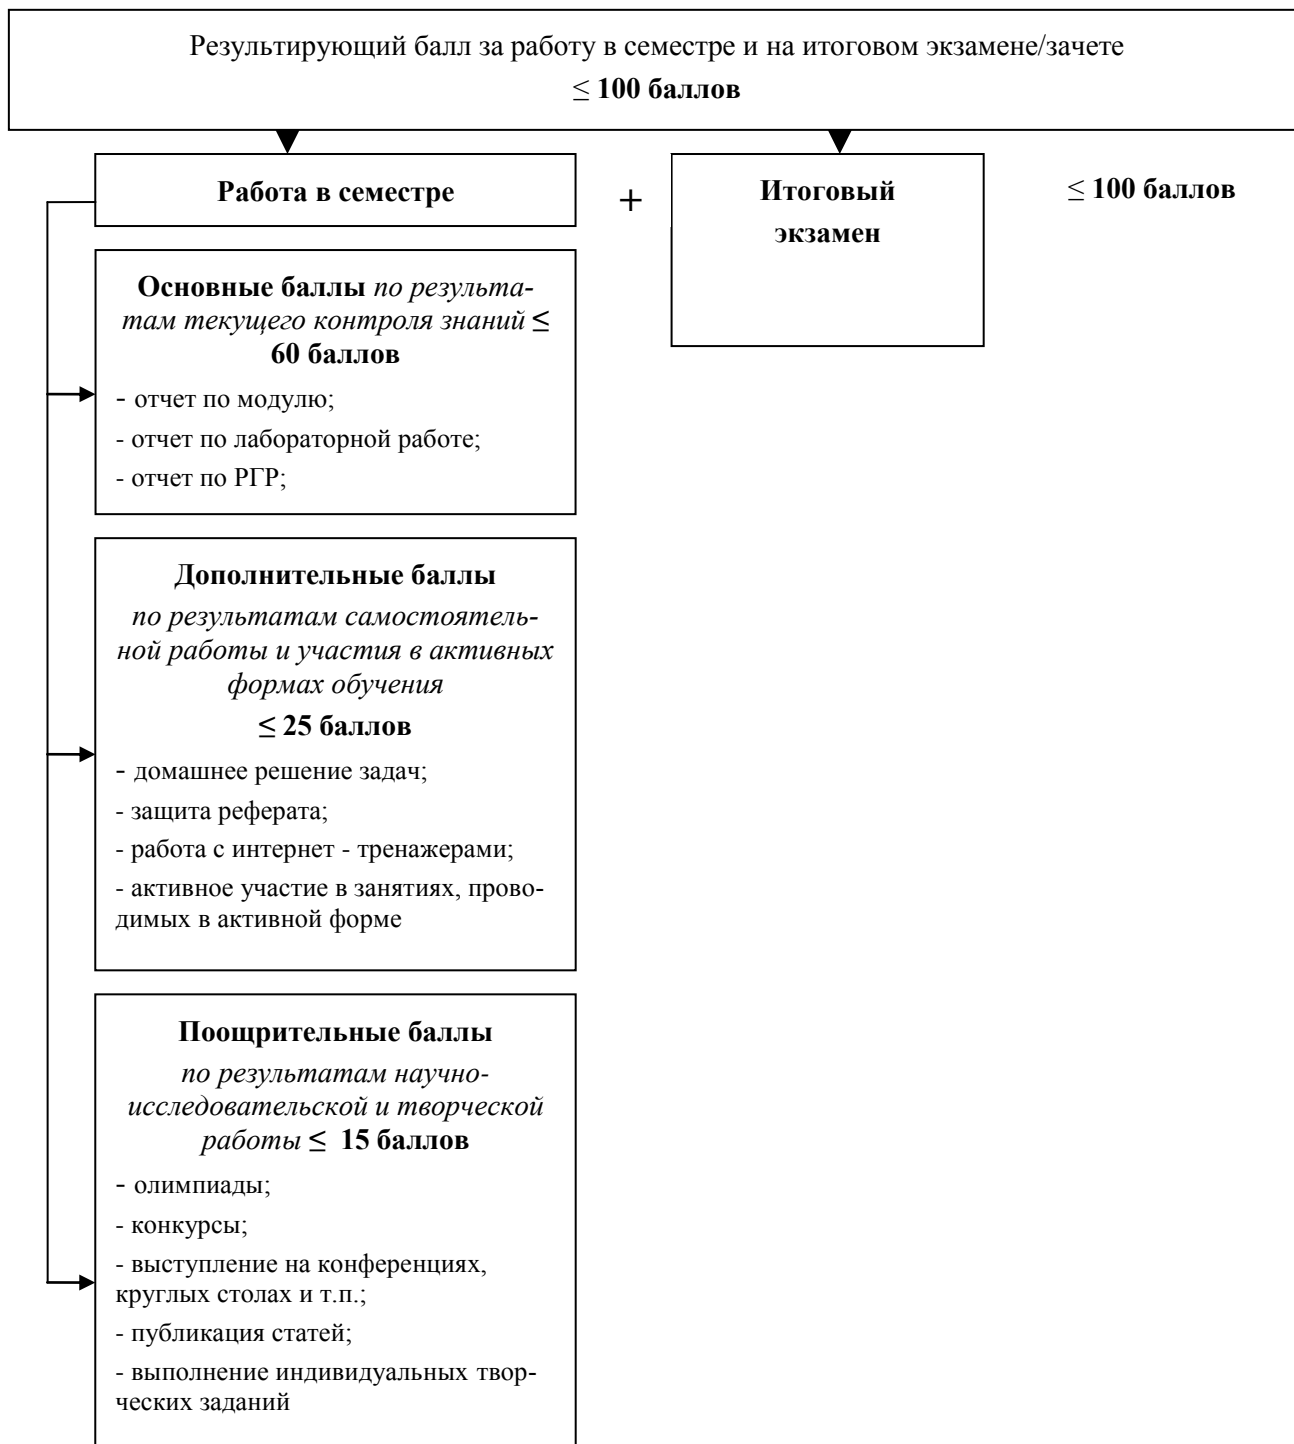 Результирующий балл за работу в семестре и на итоговом экзамене/зачете
≤ 100 баллов
Работа в семестре
+
Итоговый
экзамен
≤ 100 баллов
Основные баллы по результа-
там текущего контроля знаний ≤
60 баллов
- отчет по модулю;
- отчет по лабораторной работе;
- отчет по РГР;
Дополнительные баллы
по результатам самостоятель-
ной работы и участия в активных
формах обучения
≤ 25 баллов
- домашнее решение задач;
- защита реферата;
- работа с интернет - тренажерами;
- активное участие в занятиях, прово-
димых в активной форме
Поощрительные баллы
по результатам научно-
исследовательской и творческой
работы ≤ 15 баллов
- олимпиады;
- конкурсы;
- выступление на конференциях,
круглых столах и т.п.;
- публикация статей;
- выполнение индивидуальных твор-
ческих заданий